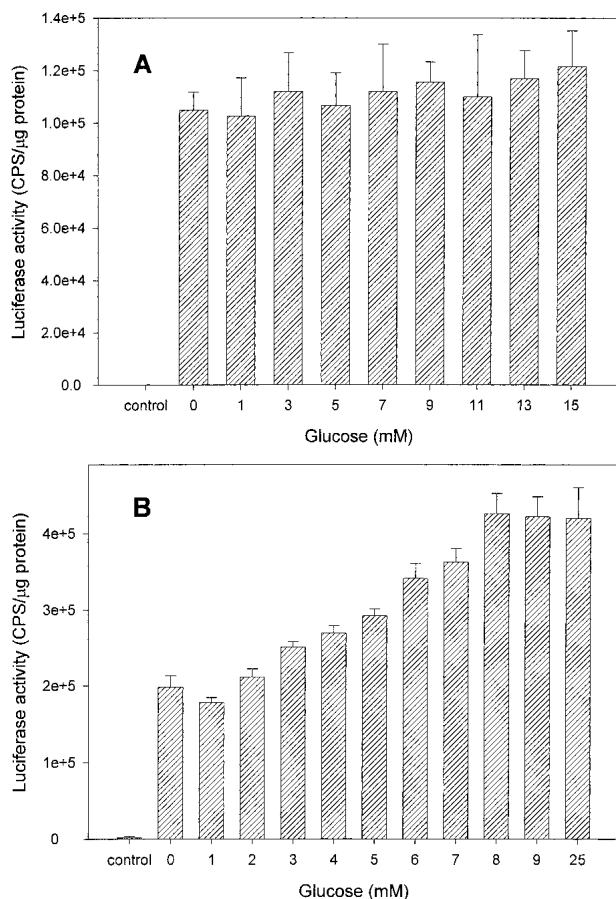 A
Luciferase activity (CPS/μg protein)
1.4e+5
1.2e+5
1.0e+5
8.0e+4
6.0e+4
4.0e+4
2.0e+4
0.0
control 0 1 3 5 7 9 11 13 15
Glucose (mM)
B
Luciferase activity (CPS/μg protein)
4e+5
3e+5
2e+5
1e+5
0
control 0 1 2 3 4 5 6 7 8 9 25
Glucose (mM)